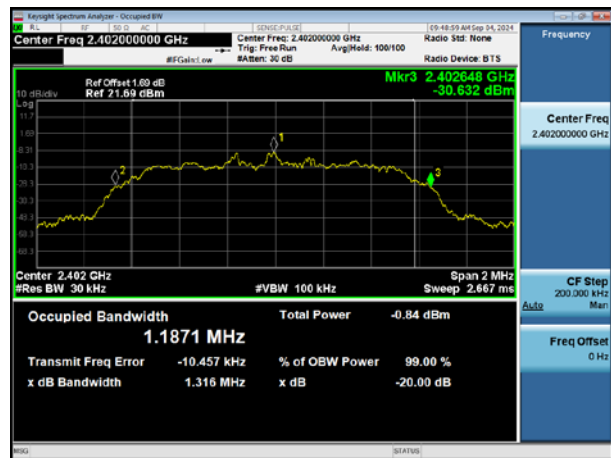 Keysight Spectrum Analyzer - Occupied BW
RL RF 50 Ω AC SENSE:PULSE 09:48:59 AM Sep 04, 2024
Center Freq 2.402000000 GHz Center Freq: 2.402000000 GHz Radio Std: None
Trig: Free Run Avg|Hold: 100/100
#IFGain:Low #Atten: 30 dB Radio Device: BTS
Frequency
Ref Offset 1.69 dB Mkr3 2.402648 GHz
10 dB/div Ref 21.69 dBm -30.632 dBm
Log
11.7
1.69
-8.31
-18.3
-28.3
-38.3
-48.3
-58.3
-68.3
1
2
3
Center 2.402 GHz Span 2 MHz
#Res BW 30 kHz #VBW 100 kHz Sweep 2.667 ms
Center Freq
2.402000000 GHz
CF Step
200.000 kHz
Auto Man
Freq Offset
0 Hz
Occupied Bandwidth Total Power -0.84 dBm
1.1871 MHz
Transmit Freq Error -10.457 kHz % of OBW Power 99.00 %
x dB Bandwidth 1.316 MHz x dB -20.00 dB
MSG STATUS